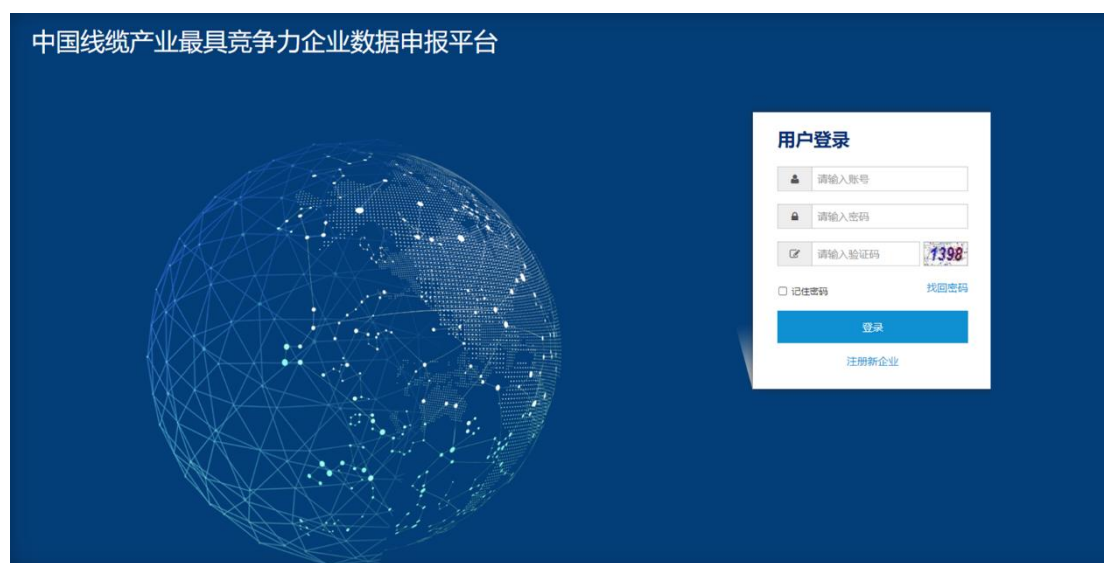 中国线缆产业最具竞争力企业数据申报平台
用户登录
请输入账号
请输入密码
请输入验证码 1398
记住密码 找回密码
登录
注册新企业